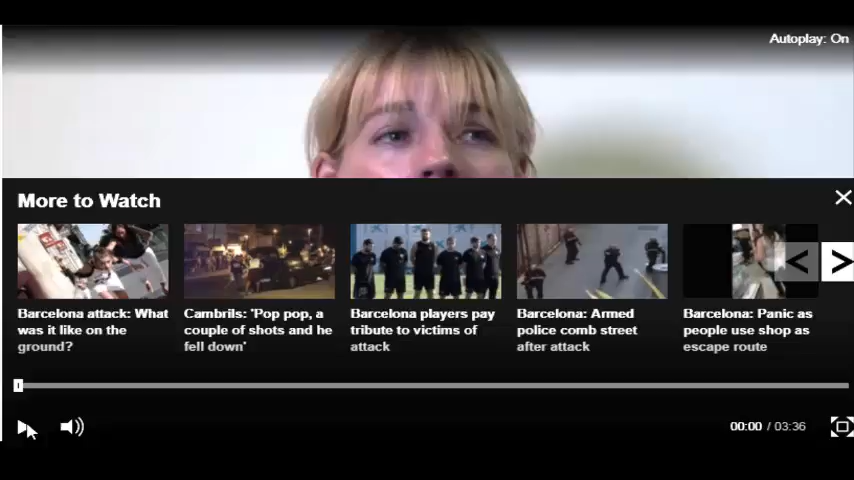 Autoplay: On
More to Watch
Barcelona attack: What
was it like on the
ground?
Cambrils: 'Pop pop, a
couple of shots and he
fell down'
Barcelona players pay
tribute to victims of
attack
Barcelona: Armed
police comb street
after attack
Barcelona: Panic as
people use shop as
escape route
00:00 / 03:36